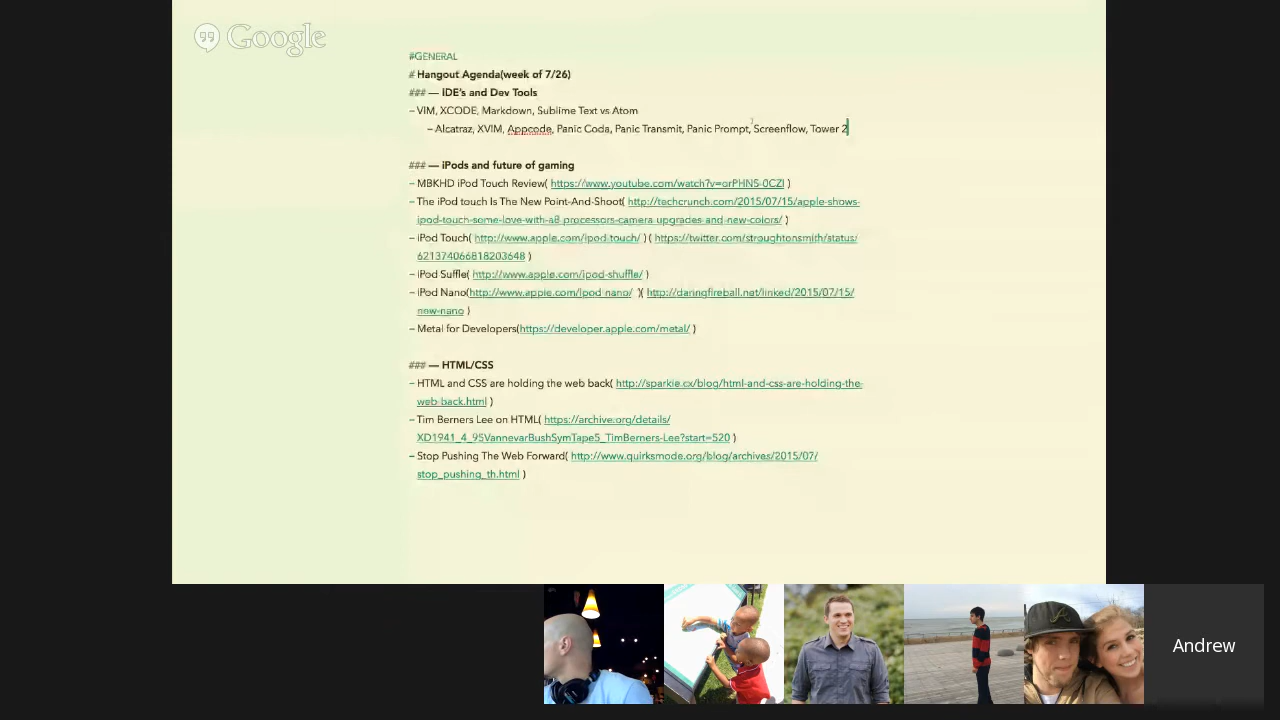 Google
#GENERAL
# Hangout Agenda(week of 7/26)
### — iDE's and Dev Tools
– VIM, XCODE, Markdown, Sublime Text vs Atom
– Alcatraz, XVIM, Appcode, Panic Coda, Panic Transmit, Panic Prompt, Screenflow, Tower 2
### — iPods and future of gaming
– MBKHD iPod Touch Review( https://www.youtube.com/watch?v=orPHNS-0CZI )
– The iPod touch Is The New Point-And-Shoot( http://techcrunch.com/2015/07/15/apple-shows-
ipod-touch-some-love-with-a8-processors-camera-upgrades-and-new-colors/ )
– iPod Touch( http://www.apple.com/ipod-touch/ ) ( https://twitter.com/stroughtonsmith/status/
621374066818203648 )
– iPod Suffle( http://www.apple.com/ipod-shuffle/ )
– iPod Nano(http://www.apple.com/ipod-nano/ )( http://daringfireball.net/linked/2015/07/15/
new-nano )
– Metal for Developers(https://developer.apple.com/metal/ )
### — HTML/CSS
– HTML and CSS are holding the web back( http://sparkie.cx/blog/html-and-css-are-holding-the-
web-back.html )
– Tim Berners Lee on HTML( https://archive.org/details/
XD1941_4_95VannevarBushSymTape5_TimBerners-Lee?start=520 )
– Stop Pushing The Web Forward( http://www.quirksmode.org/blog/archives/2015/07/
stop_pushing_th.html )
Andrew